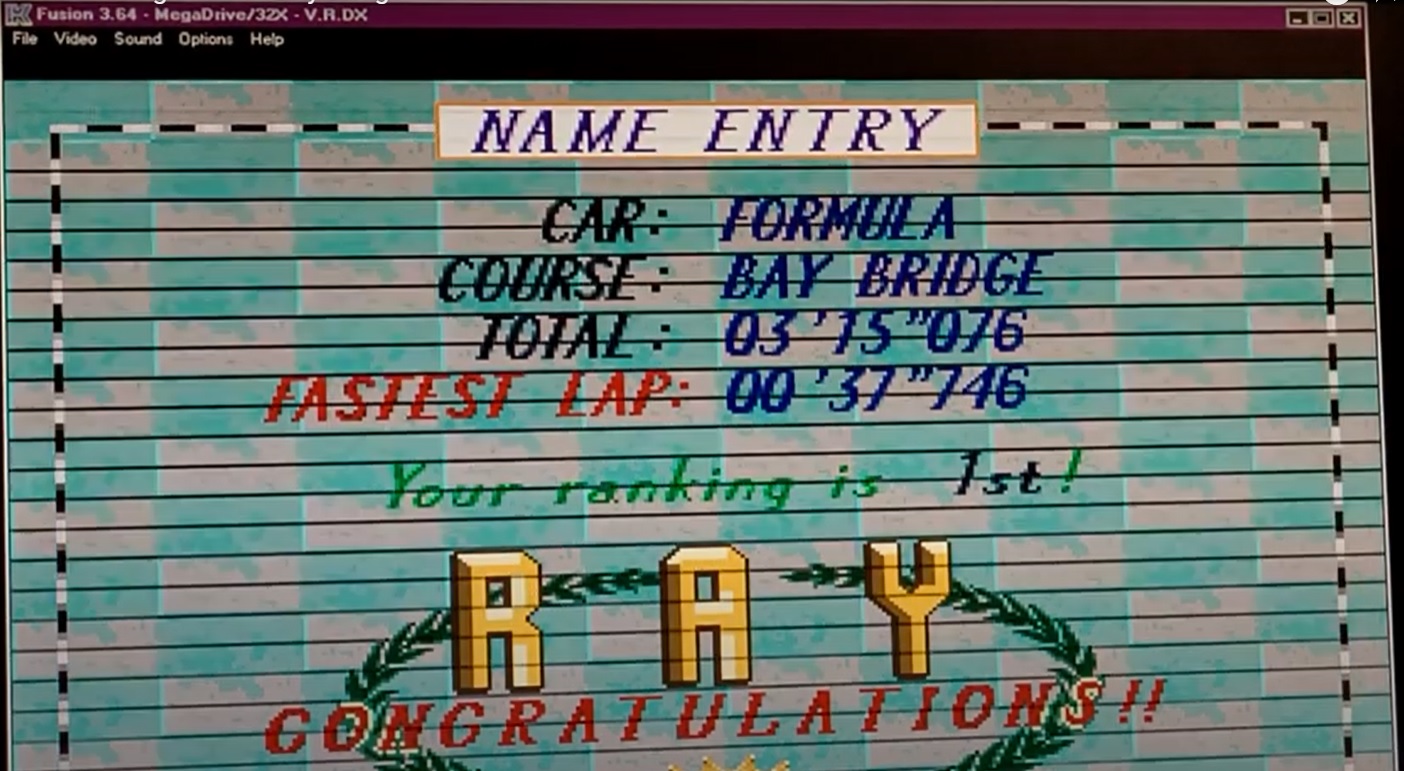 Fusion 3.64 - MegaDrive/32X - V.R.DX
File Video Sound Options Help
NAME ENTRY
CAR: FORMULA
COURSE: BAY BRIDGE
TOTAL: 03'15"076
FASTEST LAP: 00'37"746
Your ranking is 1st!
R A Y
CONGRATULATIONS!!